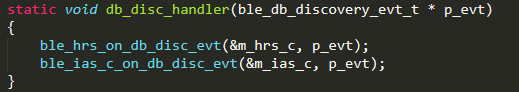 static void db_disc_handler(ble_db_discovery_evt_t * p_evt)
{
    ble_hrs_on_db_disc_evt(&m_hrs_c, p_evt);
    ble_ias_c_on_db_disc_evt(&m_ias_c, p_evt);
}